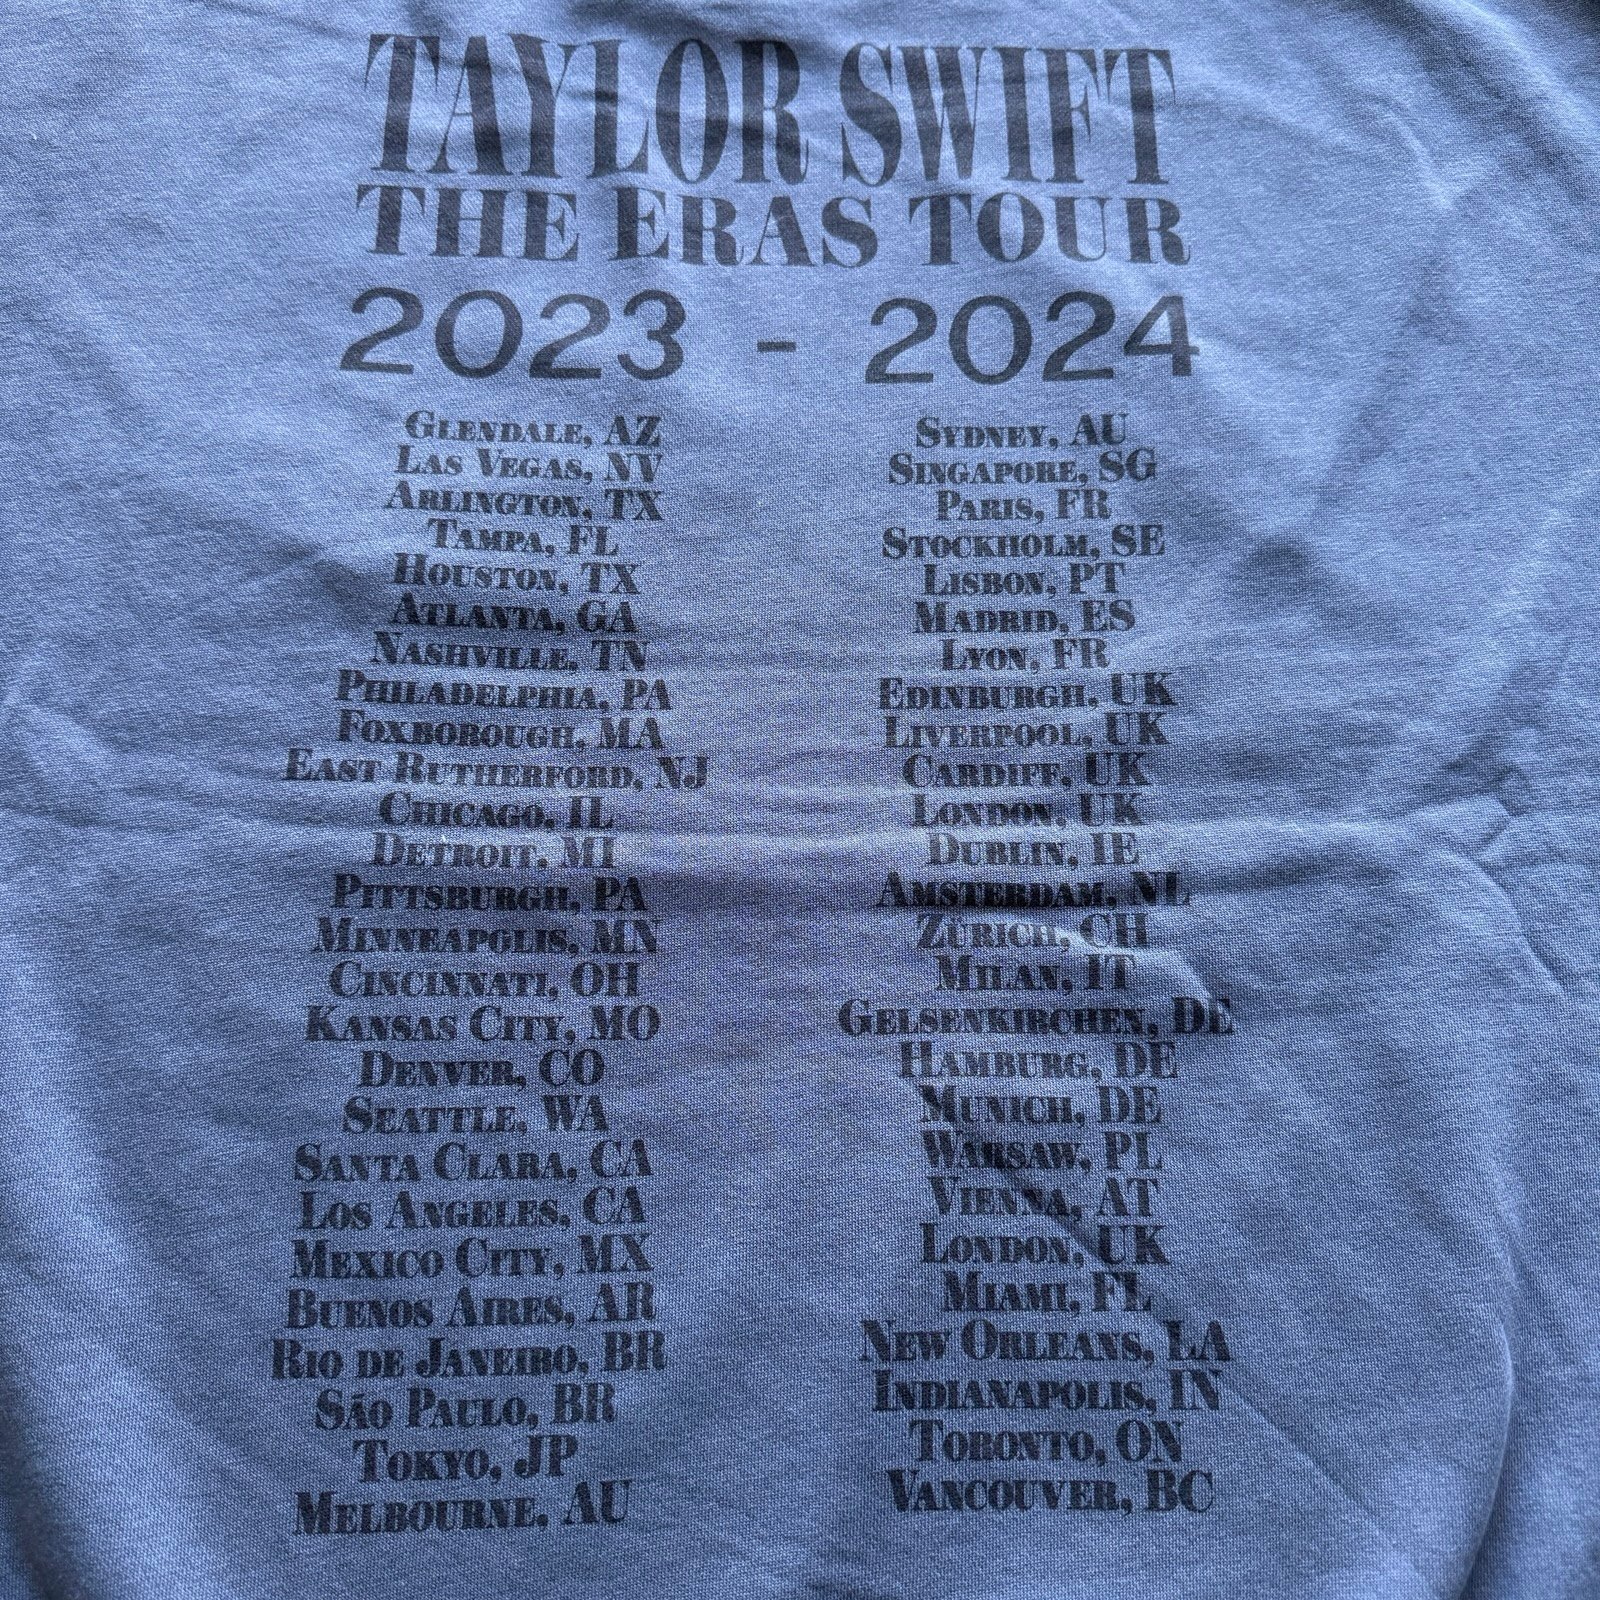 TAYLOR SWIFT
THE ERAS TOUR
2023 - 2024
GLENDALE, AZ
LAS VEGAS, NV
ARLINGTON, TX
TAMPA, FL
HOUSTON, TX
ATLANTA, GA
NASHVILLE, TN
PHILADELPHIA, PA
FOXBOROUGH, MA
EAST RUTHERFORD, NJ
CHICAGO, IL
DETROIT, MI
PITTSBURGH, PA
MINNEAPOLIS, MN
CINCINNATI, OH
KANSAS CITY, MO
DENVER, CO
SEATTLE, WA
SANTA CLARA, CA
LOS ANGELES, CA
MEXICO CITY, MX
BUENOS AIRES, AR
RIO DE JANEIRO, BR
SÃO PAULO, BR
TOKYO, JP
MELBOURNE, AU
SYDNEY, AU
SINGAPORE, SG
PARIS, FR
STOCKHOLM, SE
LISBON, PT
MADRID, ES
LYON, FR
EDINBURGH, UK
LIVERPOOL, UK
CARDIFF, UK
LONDON, UK
DUBLIN, IE
AMSTERDAM, NL
ZÜRICH, CH
MILAN, IT
GELSENKIRCHEN, DE
HAMBURG, DE
MUNICH, DE
WARSAW, PL
VIENNA, AT
LONDON, UK
MIAMI, FL
NEW ORLEANS, LA
INDIANAPOLIS, IN
TORONTO, ON
VANCOUVER, BC